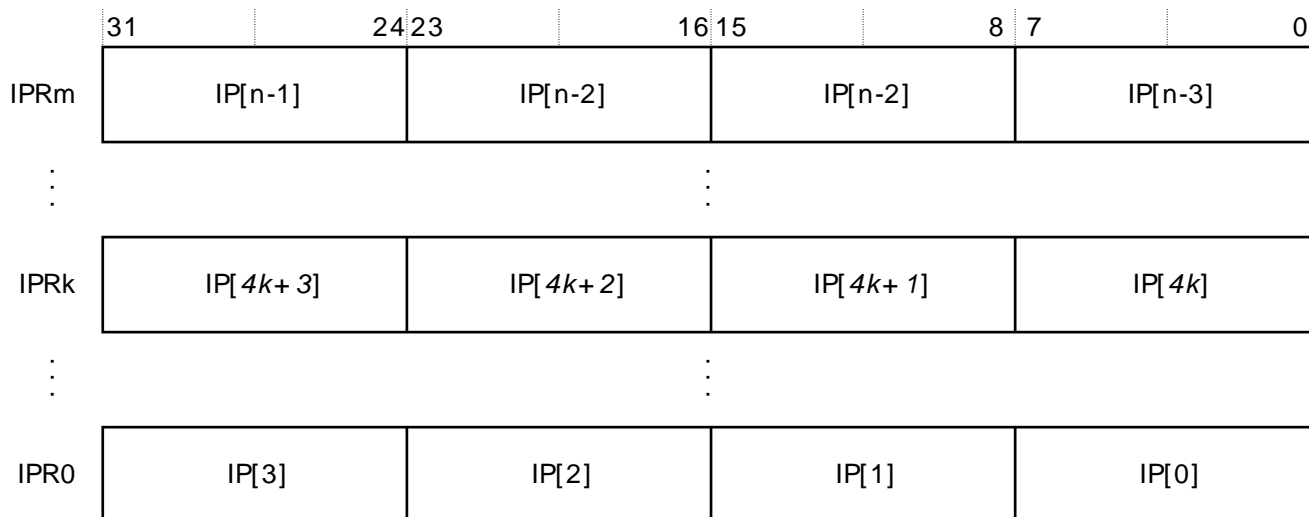 31 24 23 16 15 8 7 0
IPRm IP[n-1] IP[n-2] IP[n-2] IP[n-3]
IPRk IP[4k+3] IP[4k+2] IP[4k+1] IP[4k]
IPR0 IP[3] IP[2] IP[1] IP[0]